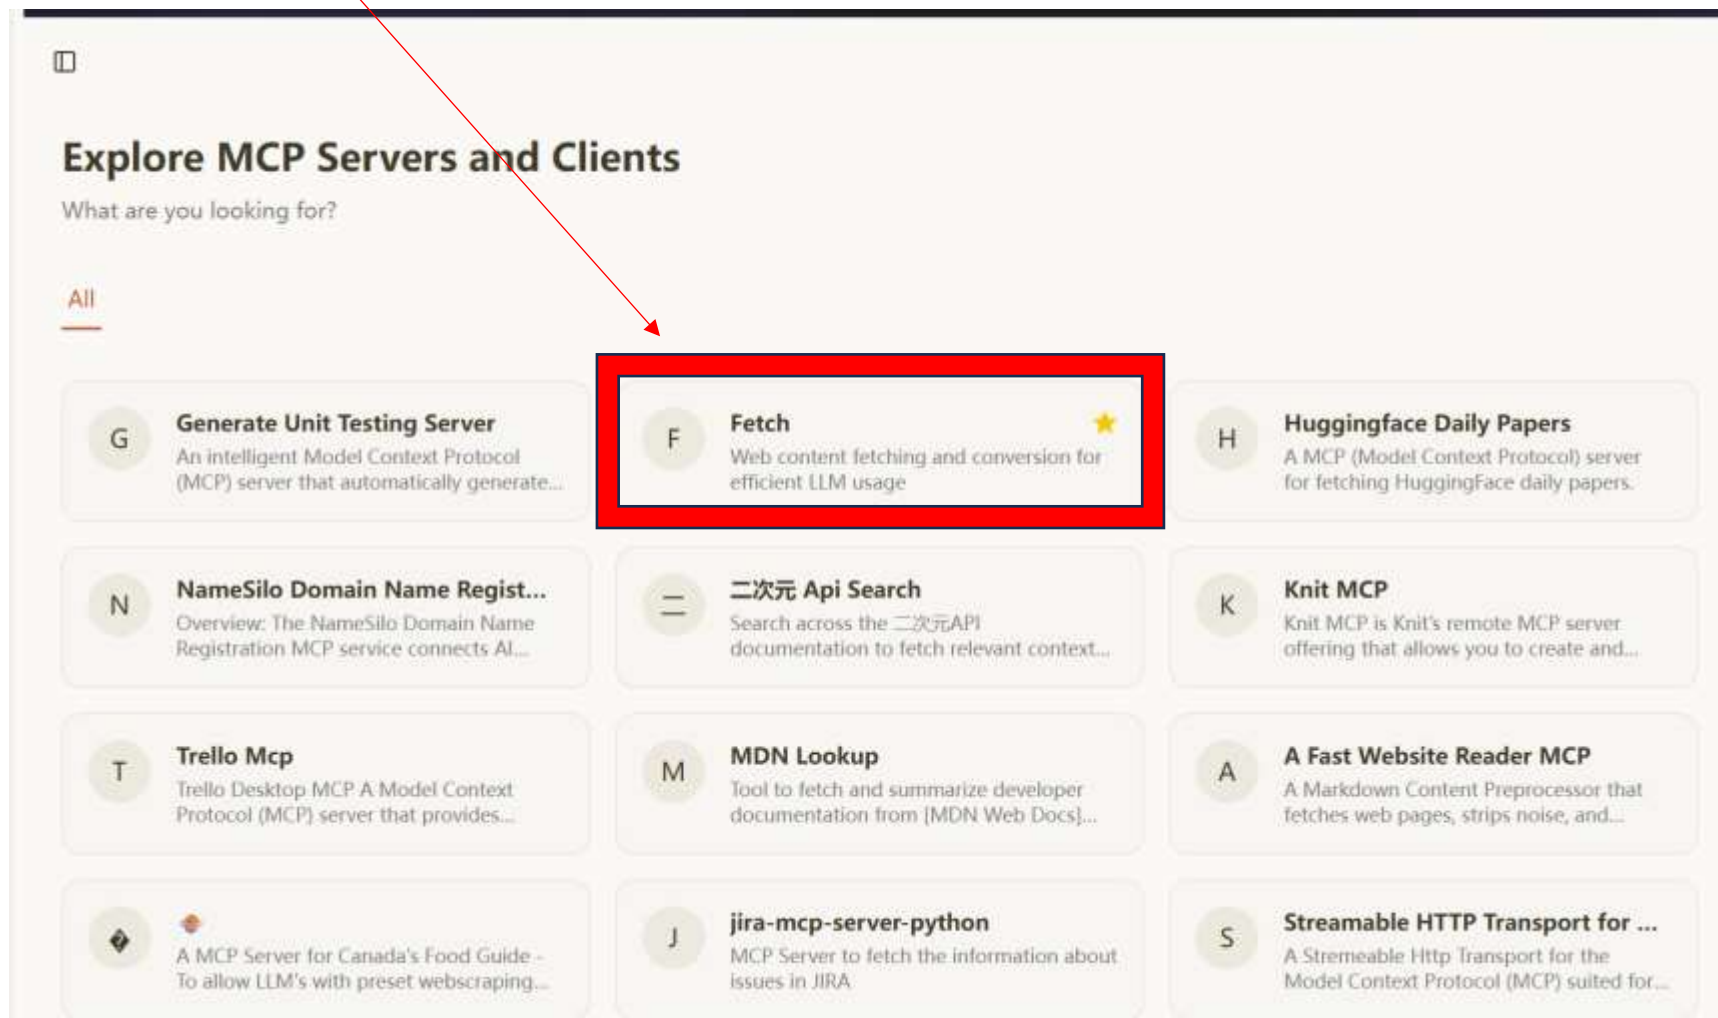 Explore MCP Servers and Clients
What are you looking for?
All
G
Generate Unit Testing Server
An intelligent Model Context Protocol
(MCP) server that automatically generate...
F
Fetch
Web content fetching and conversion for
efficient LLM usage
H
Huggingface Daily Papers
A MCP (Model Context Protocol) server
for fetching HuggingFace daily papers.
N
NameSilo Domain Name Regist...
Overview: The NameSilo Domain Name
Registration MCP service connects AI...
二
二次元 Api Search
Search across the 二次元API
documentation to fetch relevant context...
K
Knit MCP
Knit MCP is Knit's remote MCP server
offering that allows you to create and...
T
Trello Mcp
Trello Desktop MCP A Model Context
Protocol (MCP) server that provides...
M
MDN Lookup
Tool to fetch and summarize developer
documentation from [MDN Web Docs]...
A
A Fast Website Reader MCP
A Markdown Content Preprocessor that
fetches web pages, strips noise, and...
�
A MCP Server for Canada's Food Guide -
To allow LLM's with preset webscraping...
J
jira-mcp-server-python
MCP Server to fetch the information about
issues in JIRA
S
Streamable HTTP Transport for ...
A Stremeable Http Transport for the
Model Context Protocol (MCP) suited for...